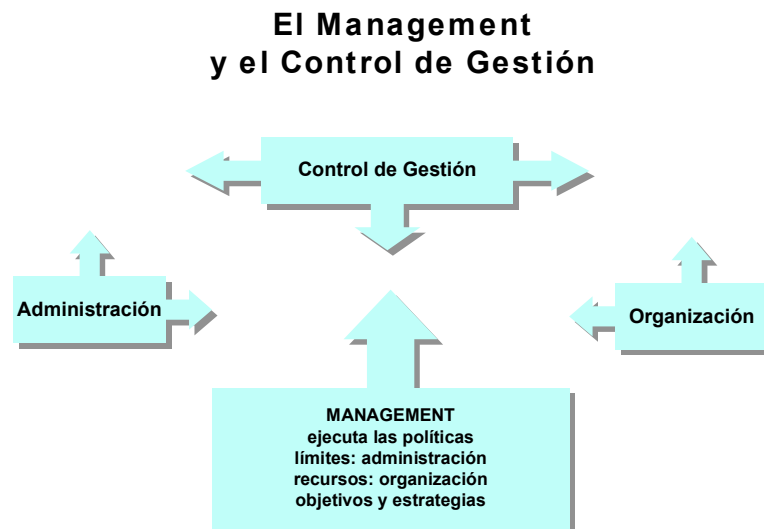 El Management
y el Control de Gestión
Control de Gestión
Administración
Organización
MANAGEMENT
ejecuta las políticas
límites: administración
recursos: organización
objetivos y estrategias